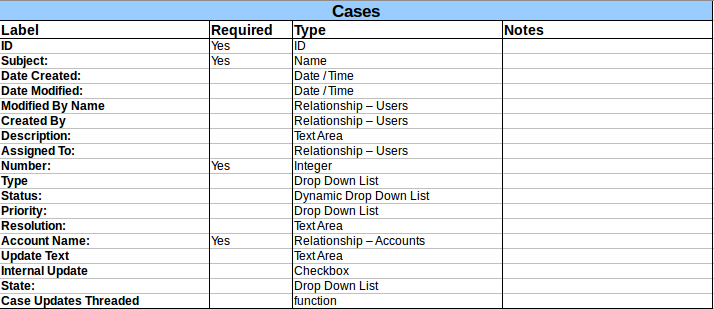 Cases
Label Required Type Notes
ID Yes ID
Subject: Yes Name
Date Created: Date / Time
Date Modified: Date / Time
Modified By Name Relationship – Users
Created By Relationship – Users
Description: Text Area
Assigned To: Relationship – Users
Number: Yes Integer
Type Drop Down List
Status: Dynamic Drop Down List
Priority: Drop Down List
Resolution: Text Area
Account Name: Yes Relationship – Accounts
Update Text Text Area
Internal Update Checkbox
State: Drop Down List
Case Updates Threaded function